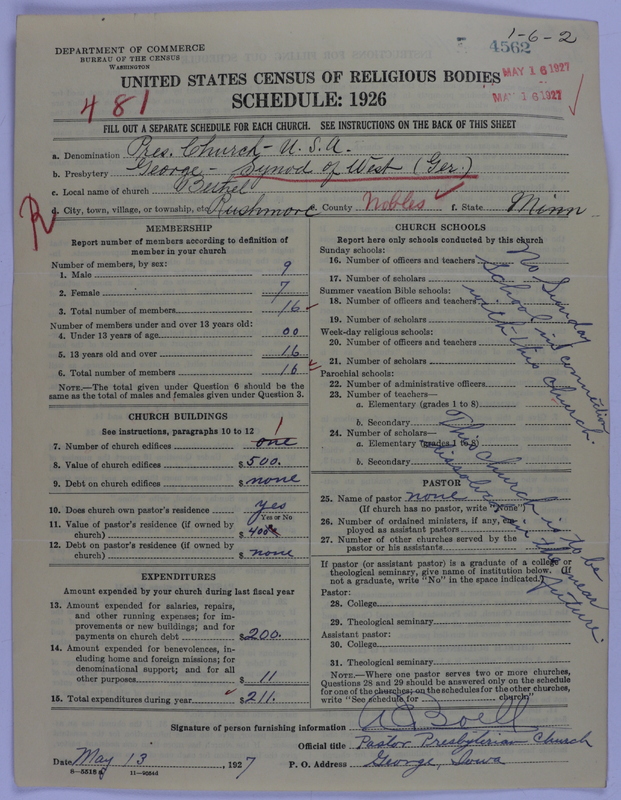 1-6-2
4562
MAY 16 1927
MAY 16 1927
DEPARTMENT OF COMMERCE
BUREAU OF THE CENSUS
WASHINGTON
UNITED STATES CENSUS OF RELIGIOUS BODIES
SCHEDULE: 1926
481
FILL OUT A SEPARATE SCHEDULE FOR EACH CHURCH. SEE INSTRUCTIONS ON THE BACK OF THIS SHEET
a. Denomination Pres. Church - U.S.A.
b. Presbytery George - Synod of West (Ger.)
c. Local name of church Bethel
d. City, town, village, or township, etc. Rushmore e. County Nobles f. State Minn
R
MEMBERSHIP
Report number of members according to definition of member in your church
Number of members, by sex:
1. Male 9
2. Female 7
3. Total number of members 16
Number of members under and over 13 years old:
4. Under 13 years of age 00
5. 13 years old and over 16
6. Total number of members 16
NOTE.—The total given under Question 6 should be the same as the total of males and females given under Question 3.
CHURCH BUILDINGS
See instructions, paragraphs 10 to 12
7. Number of church edifices one 1
8. Value of church edifices $500.
9. Debt on church edifices $none
10. Does church own pastor's residence yes
Yes or No
11. Value of pastor's residence (if owned by church) $400
12. Debt on pastor's residence (if owned by church) $none
EXPENDITURES
Amount expended by your church during last fiscal year
13. Amount expended for salaries, repairs, and other running expenses; for improvements or new buildings; and for payments on church debt $200.
14. Amount expended for benevolences, including home and foreign missions; for denominational support; and for all other purposes $11
15. Total expenditures during year $211.
CHURCH SCHOOLS
Report here only schools conducted by this church
Sunday schools:
16. Number of officers and teachers
17. Number of scholars
Summer vacation Bible schools:
18. Number of officers and teachers
19. Number of scholars
Week-day religious schools:
20. Number of officers and teachers
21. Number of scholars
Parochial schools:
22. Number of administrative officers
23. Number of teachers—
a. Elementary (grades 1 to 8)
b. Secondary
24. Number of scholars—
a. Elementary (grades 1 to 8)
b. Secondary
No Sunday
School in connection
with this church.
This church is to be
dissolved in the near
future.
PASTOR
25. Name of pastor none
(If church has no pastor, write "None")
26. Number of ordained ministers, if any, employed as assistant pastors
27. Number of other churches served by the pastor or his assistants
If pastor (or assistant pastor) is a graduate of a college or theological seminary, give name of institution below. (If not a graduate, write "No" in the space indicated.)
Pastor:
28. College
29. Theological seminary
Assistant pastor:
30. College
31. Theological seminary
NOTE.—Where one pastor serves two or more churches, Questions 28 and 29 should be answered only on the schedule for one of the churches; on the schedules for the other churches, write "See schedule for church"
Signature of person furnishing information A Boell
Official title Pastor Presbyterian Church
Date May 13, 1927 P. O. Address George, Iowa